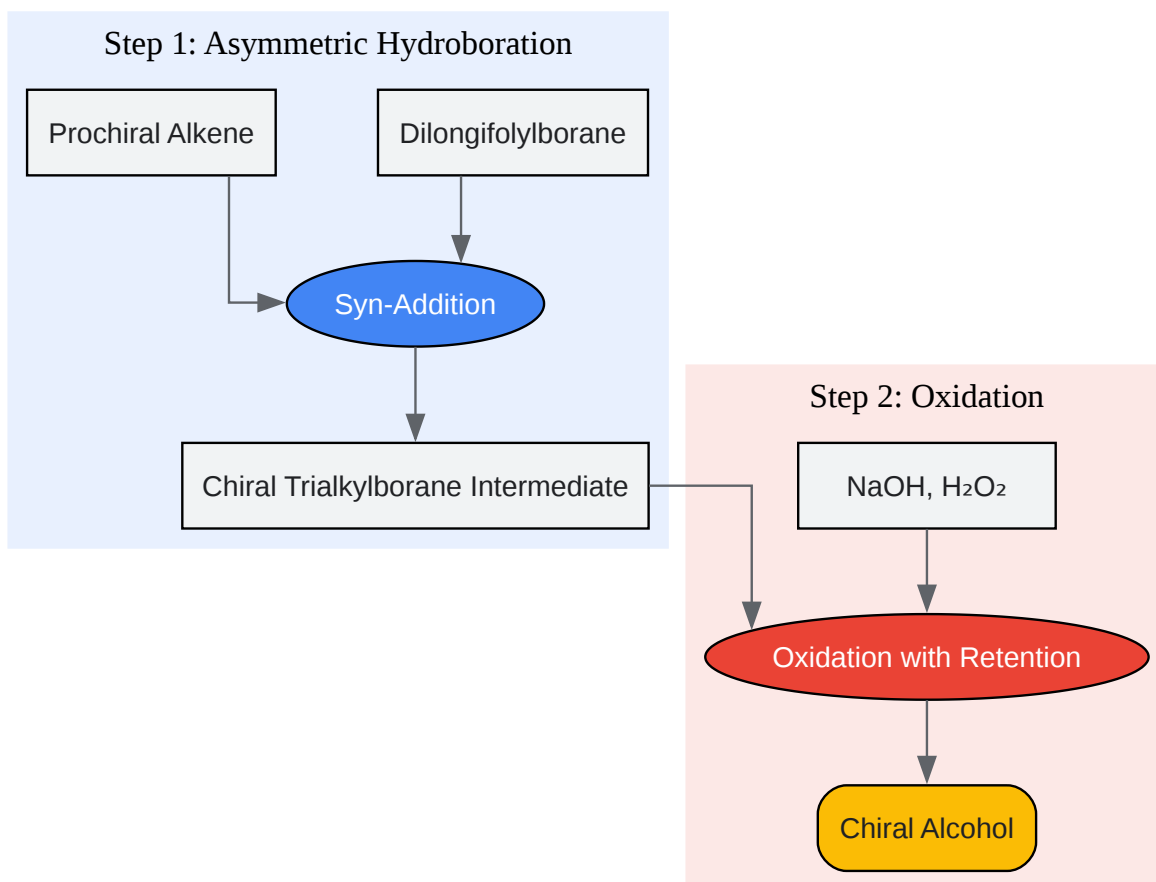 Step 1: Asymmetric Hydroboration
Prochiral Alkene
Dilongifolylborane
Syn-Addition
Chiral Trialkylborane Intermediate
Step 2: Oxidation
NaOH, H₂O₂
Oxidation with Retention
Chiral Alcohol